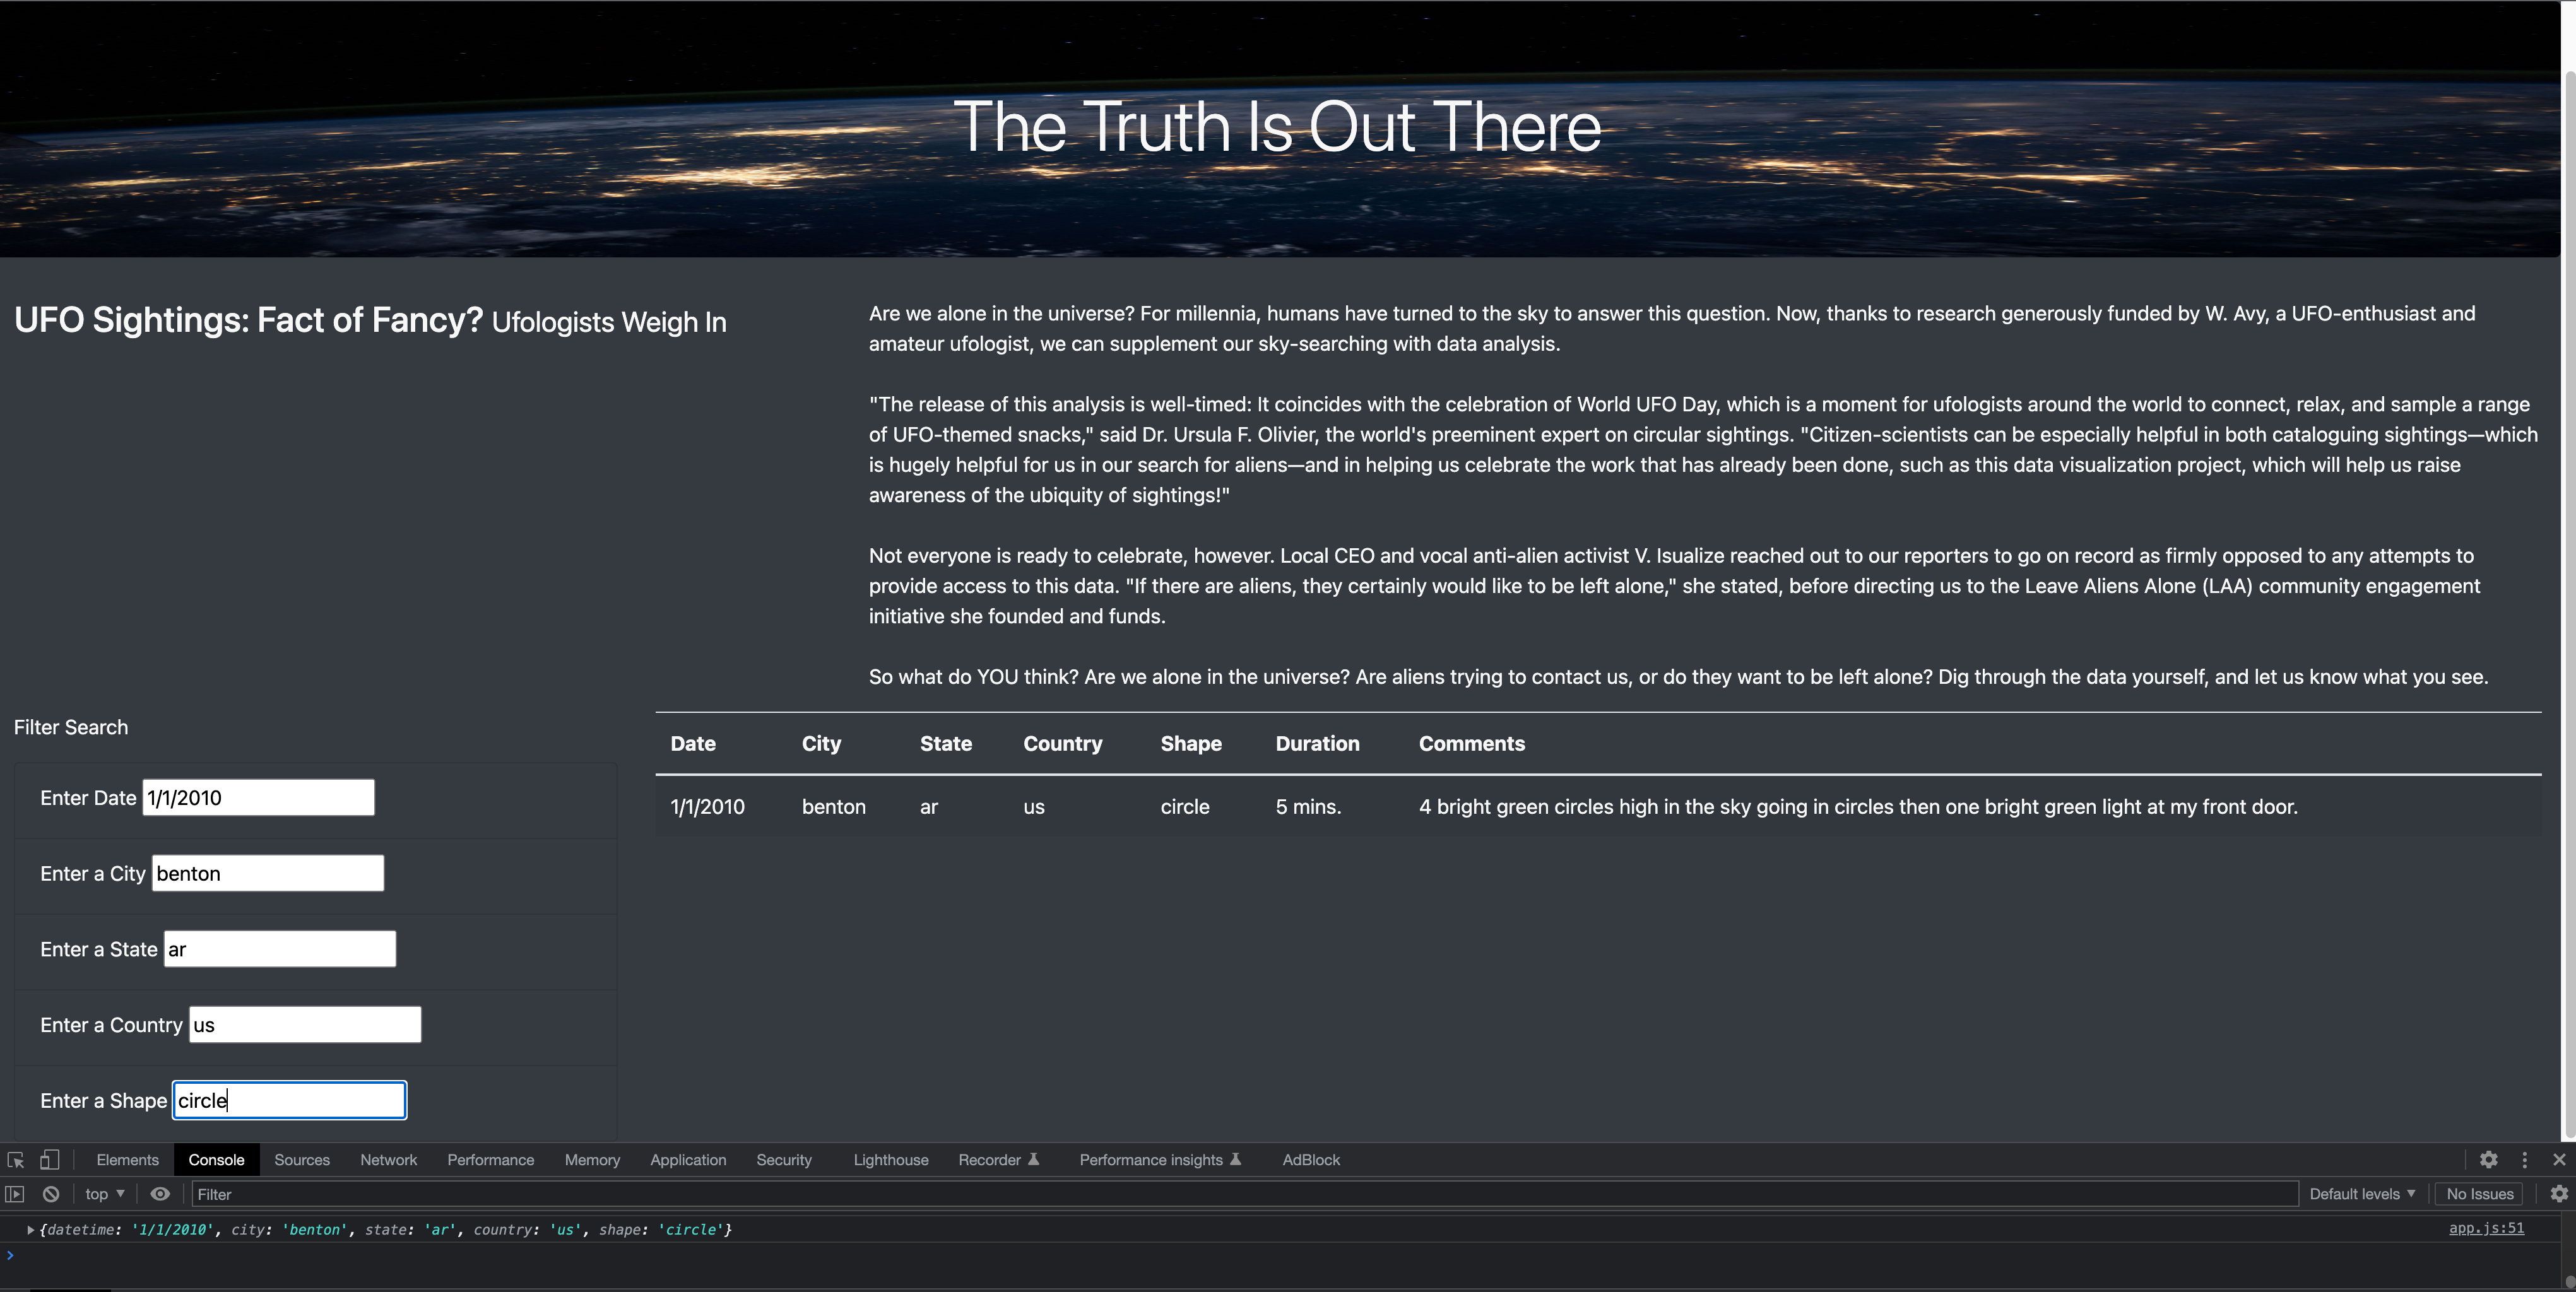 The Truth Is Out There
UFO Sightings: Fact of Fancy? Ufologists Weigh In
Are we alone in the universe? For millennia, humans have turned to the sky to answer this question. Now, thanks to research generously funded by W. Avy, a UFO-enthusiast and
amateur ufologist, we can supplement our sky-searching with data analysis.
"The release of this analysis is well-timed: It coincides with the celebration of World UFO Day, which is a moment for ufologists around the world to connect, relax, and sample a range
of UFO-themed snacks," said Dr. Ursula F. Olivier, the world's preeminent expert on circular sightings. "Citizen-scientists can be especially helpful in both cataloguing sightings—which
is hugely helpful for us in our search for aliens—and in helping us celebrate the work that has already been done, such as this data visualization project, which will help us raise
awareness of the ubiquity of sightings!"
Not everyone is ready to celebrate, however. Local CEO and vocal anti-alien activist V. Isualize reached out to our reporters to go on record as firmly opposed to any attempts to
provide access to this data. "If there are aliens, they certainly would like to be left alone," she stated, before directing us to the Leave Aliens Alone (LAA) community engagement
initiative she founded and funds.
So what do YOU think? Are we alone in the universe? Are aliens trying to contact us, or do they want to be left alone? Dig through the data yourself, and let us know what you see.
Filter Search
Enter Date 1/1/2010
Enter a City benton
Enter a State ar
Enter a Country us
Enter a Shape circle
Date City State Country Shape Duration Comments
1/1/2010 benton ar us circle 5 mins. 4 bright green circles high in the sky going in circles then one bright green light at my front door.
Elements Console Sources Network Performance Memory Application Security Lighthouse Recorder Performance insights AdBlock
top Filter Default levels No Issues
{datetime: '1/1/2010', city: 'benton', state: 'ar', country: 'us', shape: 'circle'} app.js:51